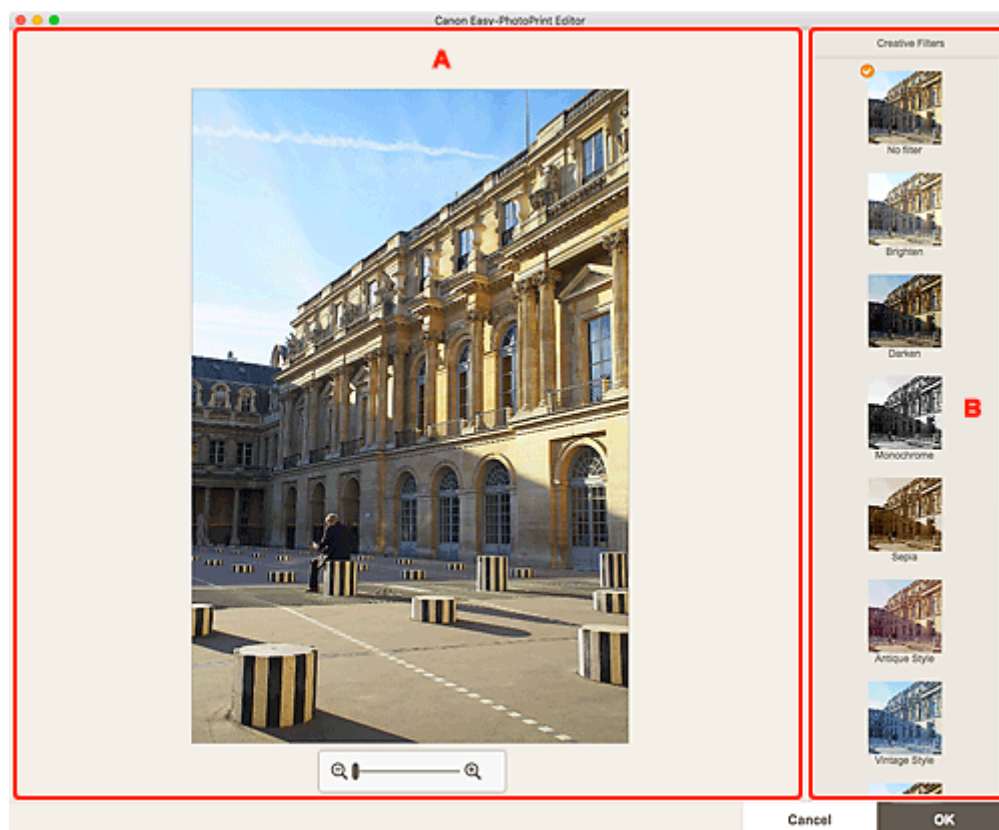 Canon Easy-PhotoPrint Editor
A
Creative Filters
No filter
Brighten
Darken
B
Monochrome
Sepia
Antique Style
Vintage Style
Cancel
OK